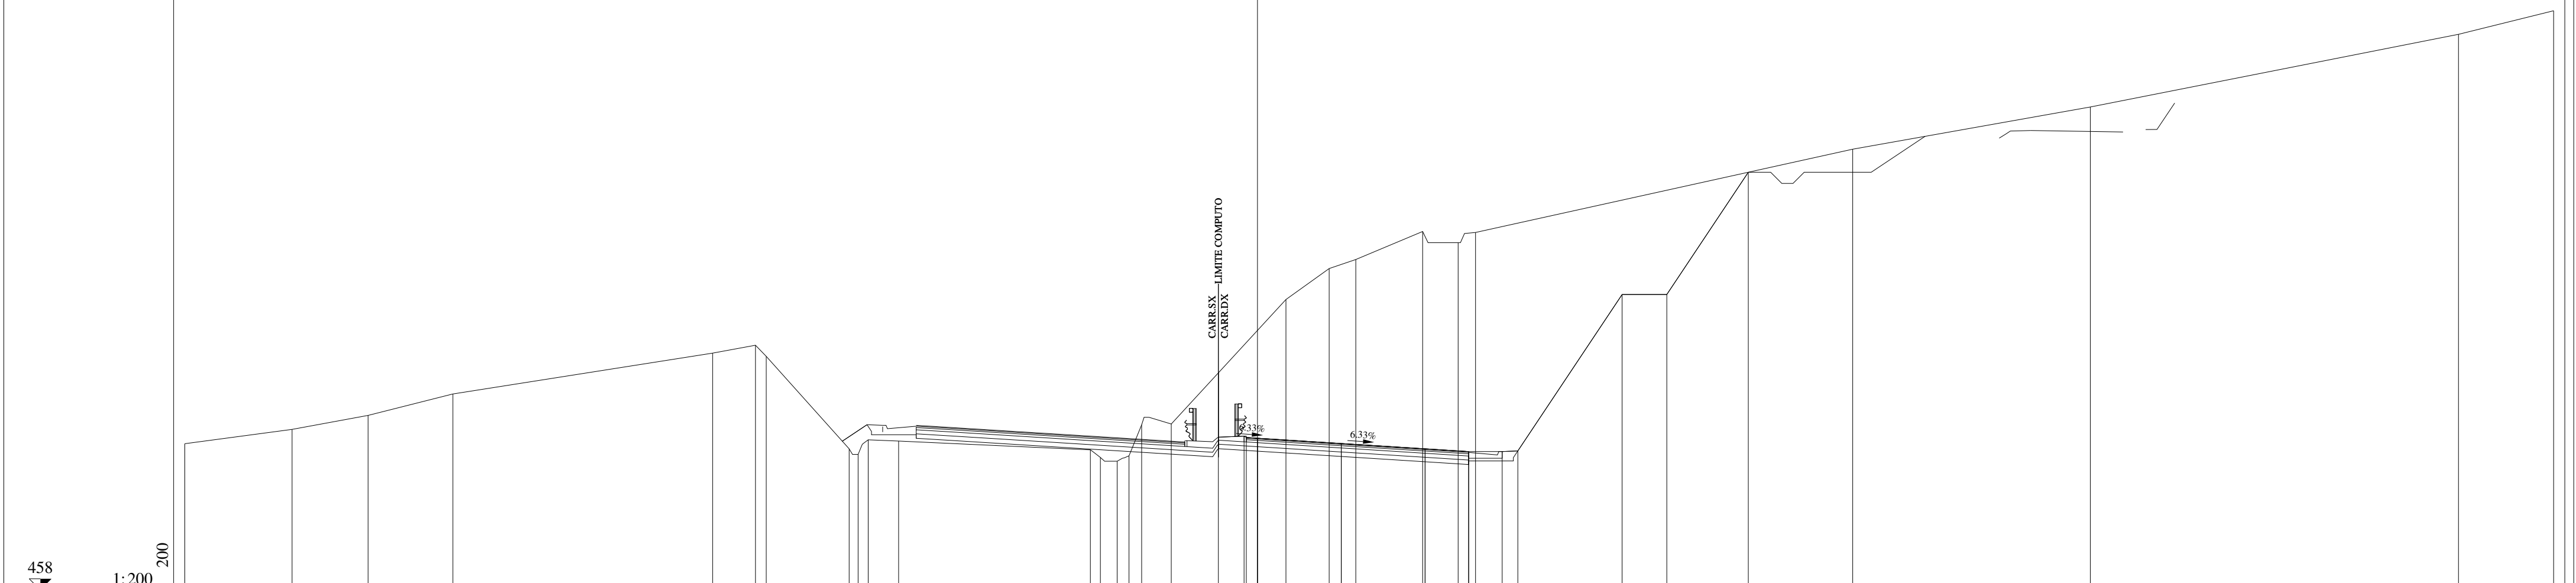 LIMITE COMPUTO
CARR.SX
CARR.DX
6.33%
6.33%
200
458
1:200